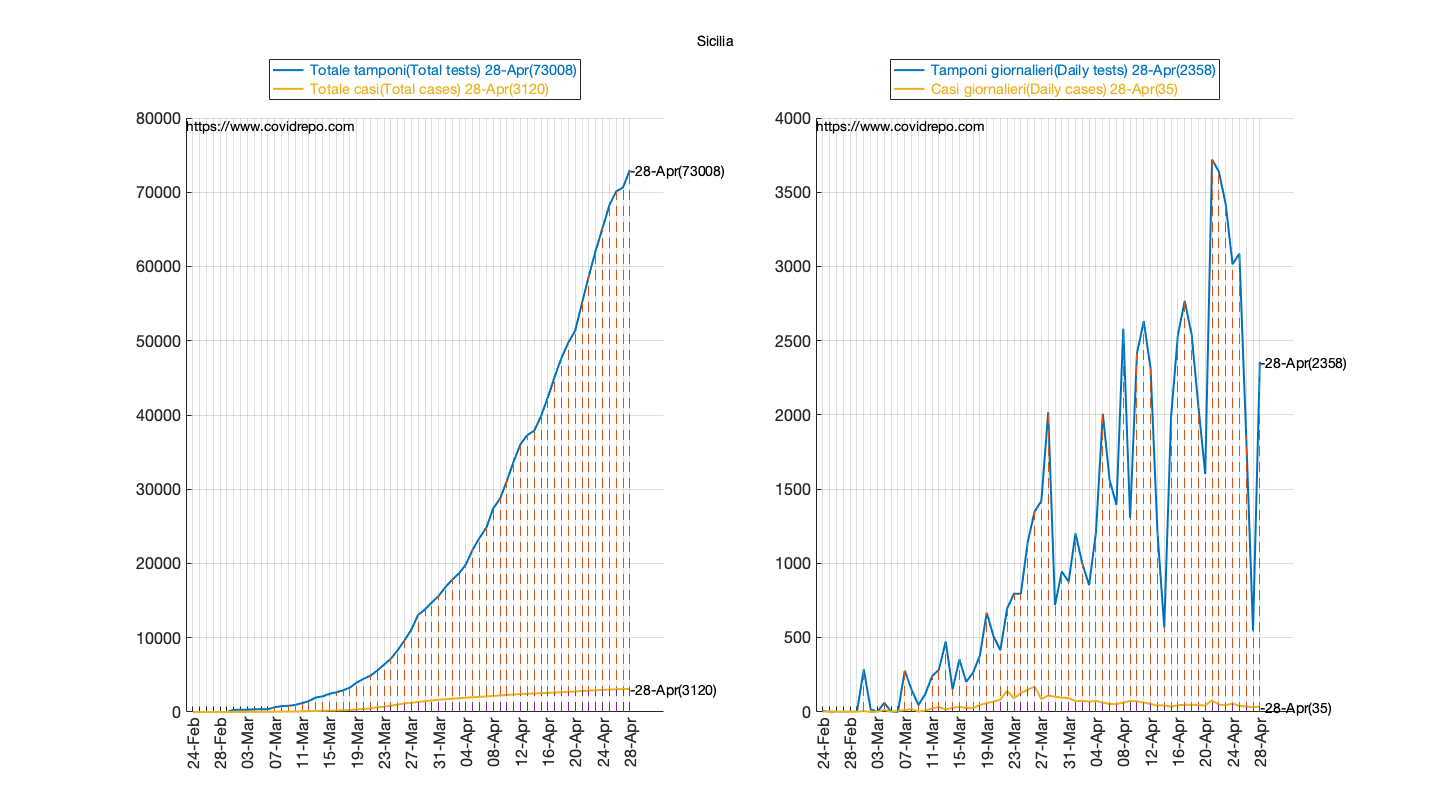 Sicilia
Totale tamponi(Total tests) 28-Apr(73008)
Totale casi(Total cases) 28-Apr(3120)
80000
https://www.covidrepo.com
70000
60000
50000
40000
30000
20000
10000
0
-28-Apr(73008)
-28-Apr(3120)
24-Feb
28-Feb
03-Mar
07-Mar
11-Mar
15-Mar
19-Mar
23-Mar
27-Mar
31-Mar
04-Apr
08-Apr
12-Apr
16-Apr
20-Apr
24-Apr
28-Apr
Tamponi giornalieri(Daily tests) 28-Apr(2358)
Casi giornalieri(Daily cases) 28-Apr(35)
4000
https://www.covidrepo.com
3500
3000
2500
2000
1500
1000
500
0
-28-Apr(2358)
-28-Apr(35)
24-Feb
28-Feb
03-Mar
07-Mar
11-Mar
15-Mar
19-Mar
23-Mar
27-Mar
31-Mar
04-Apr
08-Apr
12-Apr
16-Apr
20-Apr
24-Apr
28-Apr